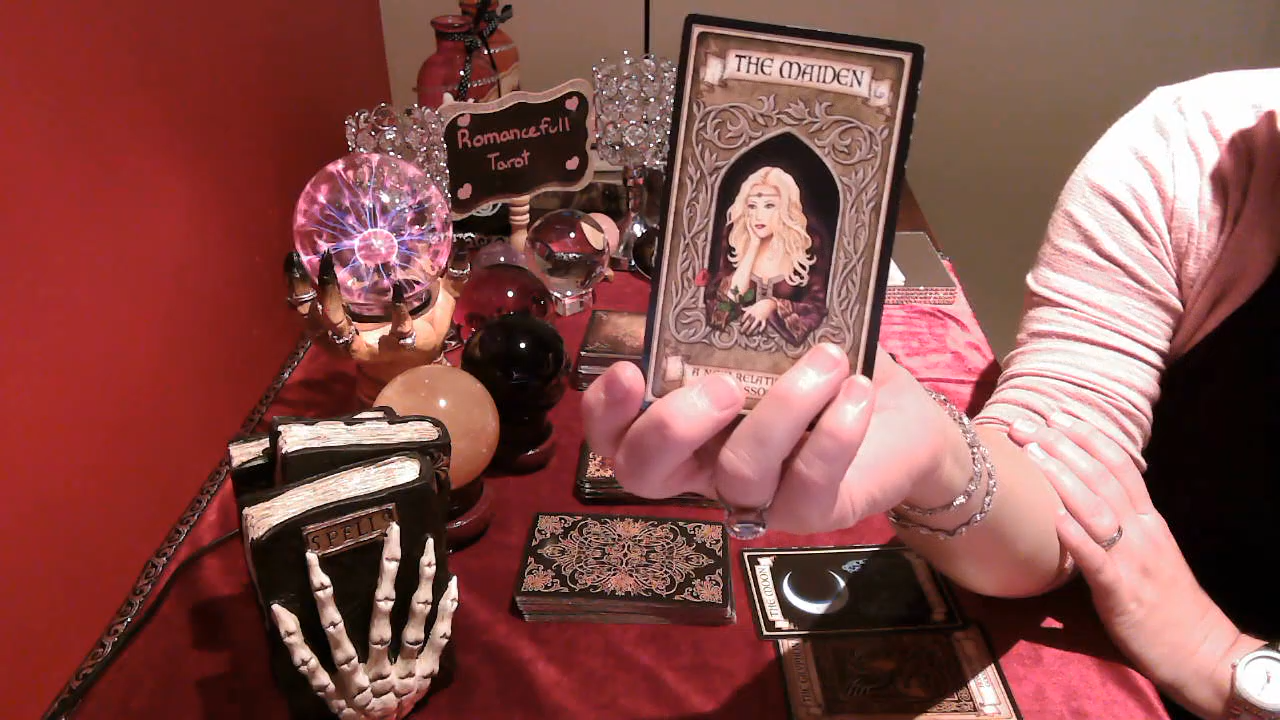 THE MAIDEN
Romancefull
Tarot
A
SPELLS
THE MOON